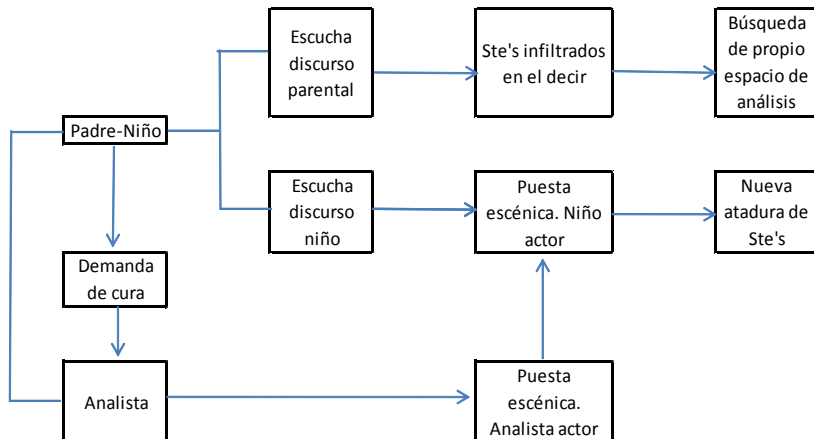 Escucha
discurso
parental
Ste's infiltrados
en el decir
Búsqueda
de propio
espacio de
análisis
Padre-Niño
Escucha
discurso
niño
Puesta
escénica. Niño
actor
Nueva
atadura de
Ste's
Demanda
de cura
Analista
Puesta
escénica.
Analista actor